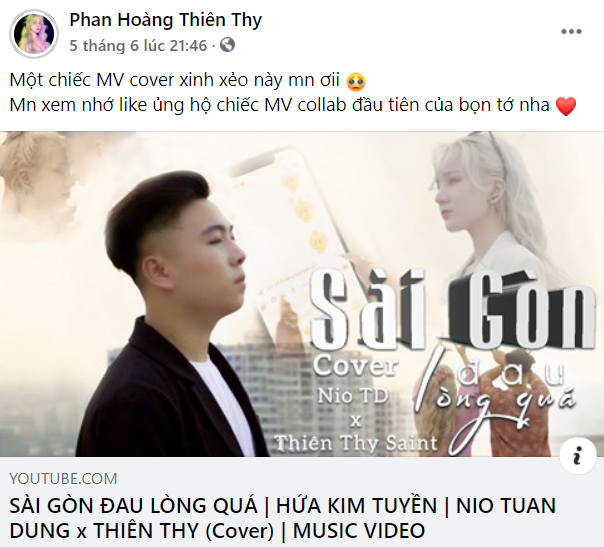 Phan Hoàng Thiên Thy
5 tháng 6 lúc 21:46 ·
Một chiếc MV cover xinh xẻo này mn ơii 🥺
Mn xem nhớ like ủng hộ chiếc MV collab đầu tiên của bọn tớ nha ❤️
Sài Gòn
Cover
đau
Nio TD
lòng quá
x
Thiên Thy Saint
i
YOUTUBE.COM
SÀI GÒN ĐAU LÒNG QUÁ | HỨA KIM TUYỀN | NIO TUAN
DUNG x THIÊN THY (Cover) | MUSIC VIDEO